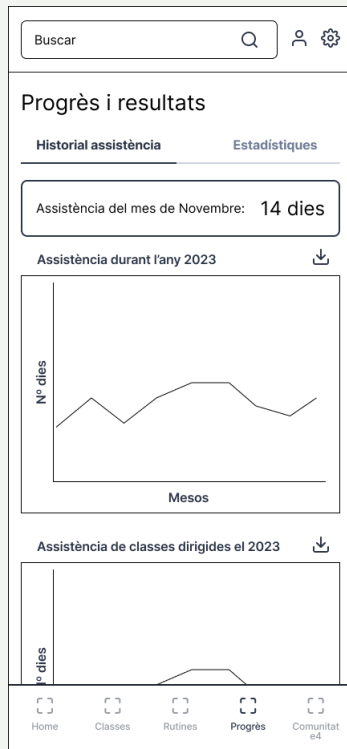 Buscar
Progrès i resultats
Historial assistència
Estadístiques
Assistència del mes de Novembre: 14 dies
Assistència durant l'any 2023
Nº dies
Mesos
Assistència de classes dirigides el 2023
º dies
Home
Classes
Rutines
Progrès
Comunitat
e4